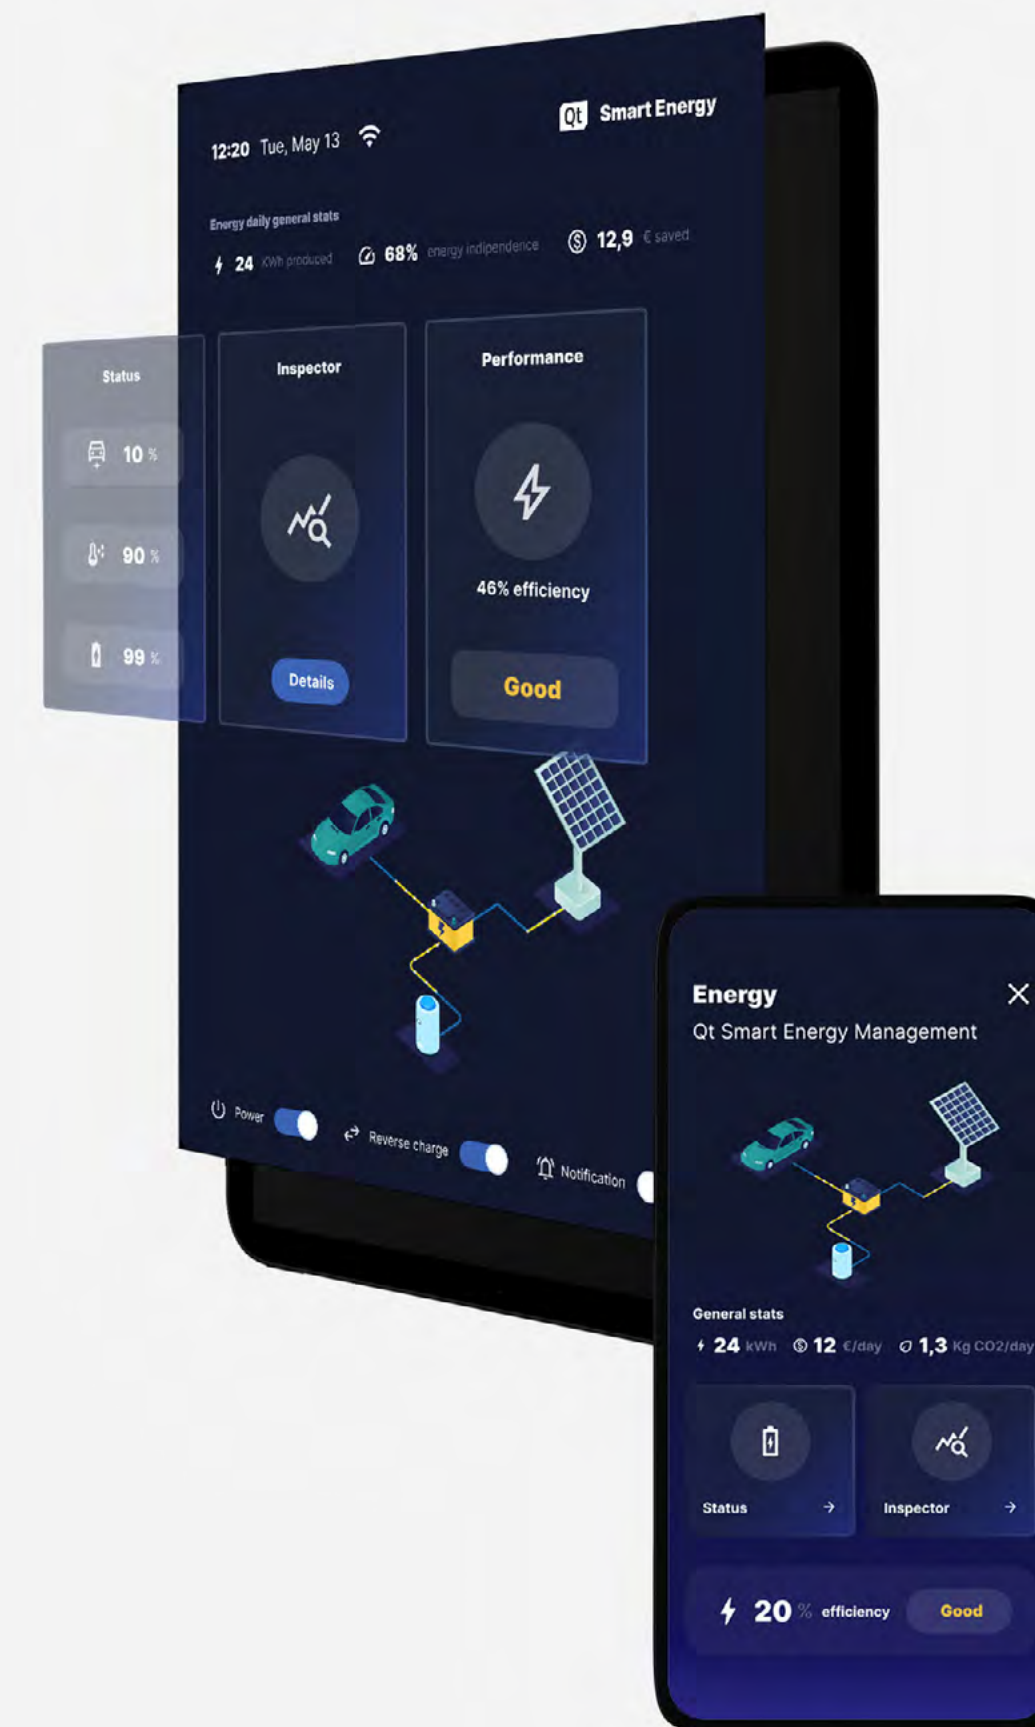 12:20 Tue, May 13
Qt Smart Energy
Energy daily general stats
24 KWh produced 68% energy indipendence 12,9 € saved
Status
10 %
90 %
99 %
Inspector
Details
Performance
46% efficiency
Good
Power Reverse charge Notification
Energy
Qt Smart Energy Management
General stats
24 kWh 12 €/day 1,3 Kg CO2/day
Status
Inspector
20 % efficiency Good